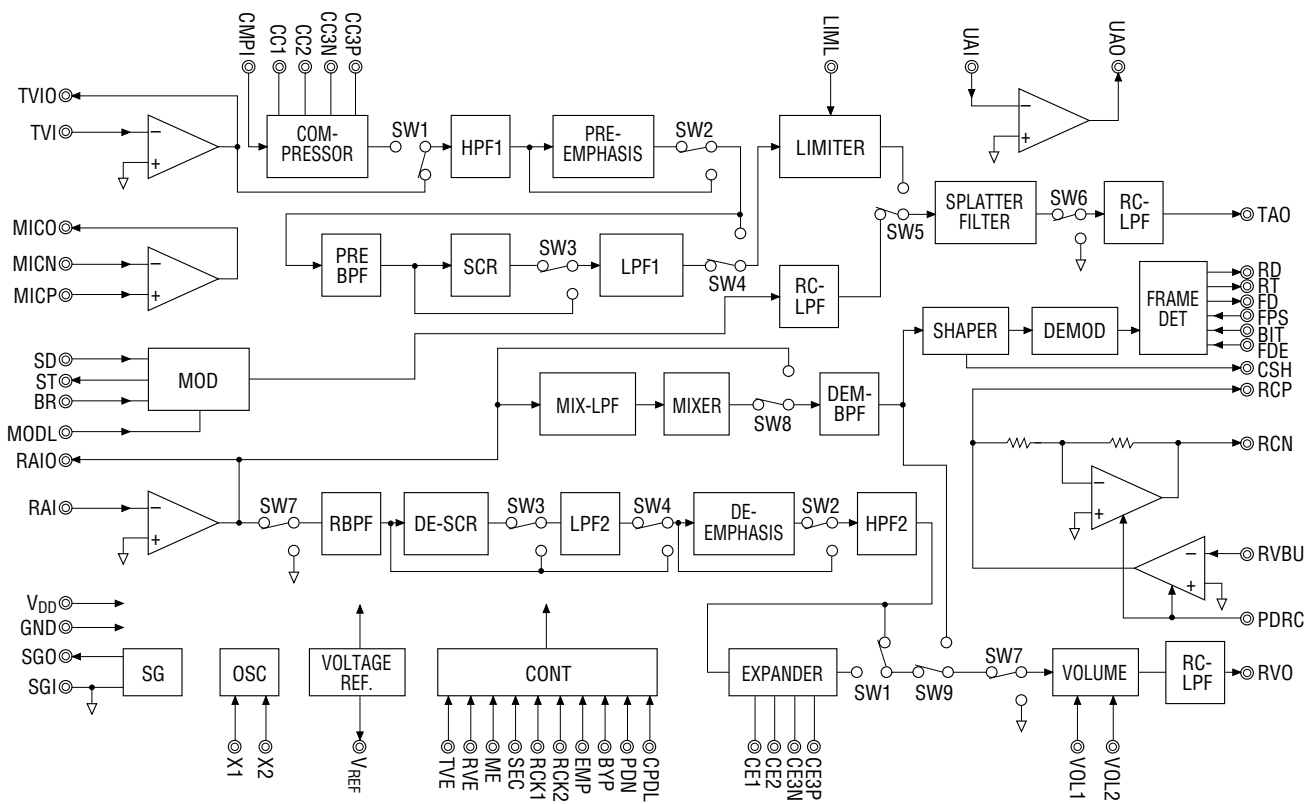 CMPI
CC1
CC2
CC3N
CC3P
LIML
UAI
UAO
TVIO
TVI
−
+
COM-
PRESSOR
SW1
HPF1
PRE-
EMPHASIS
SW2
LIMITER
−
+
MICO
MICN
MICP
−
+
PRE
BPF
SCR
SW3
LPF1
SW4
RC-
LPF
SW5
SPLATTER
FILTER
SW6
RC-
LPF
TAO
SD
ST
BR
MODL
MOD
SHAPER
DEMOD
FRAME
DET
RD
RT
FD
FPS
BIT
FDE
CSH
RCP
RCN
MIX-LPF
MIXER
SW8
DEM-
BPF
RAIO
RAI
−
+
SW7
RBPF
DE-SCR
SW3
LPF2
SW4
DE-
EMPHASIS
SW2
HPF2
−
+
−
+
RVBU
PDRC
VDD
GND
SGO
SGI
SG
OSC
VOLTAGE
REF.
CONT
EXPANDER
SW1
SW9
SW7
VOLUME
RC-
LPF
RVO
X1
X2
VREF
TVE
RVE
ME
SEC
RCK1
RCK2
EMP
BYP
PDN
CPDL
CE1
CE2
CE3N
CE3P
VOL1
VOL2